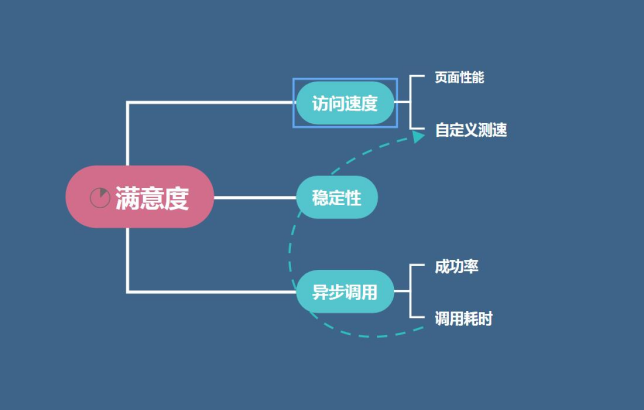 满意度
访问速度
页面性能
自定义测速
稳定性
异步调用
成功率
调用耗时